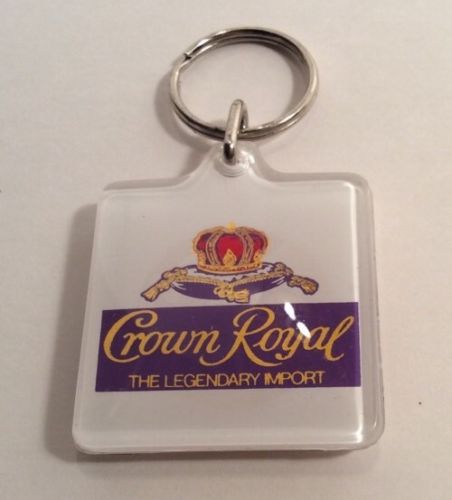 Crown Royal
THE LEGENDARY IMPORT